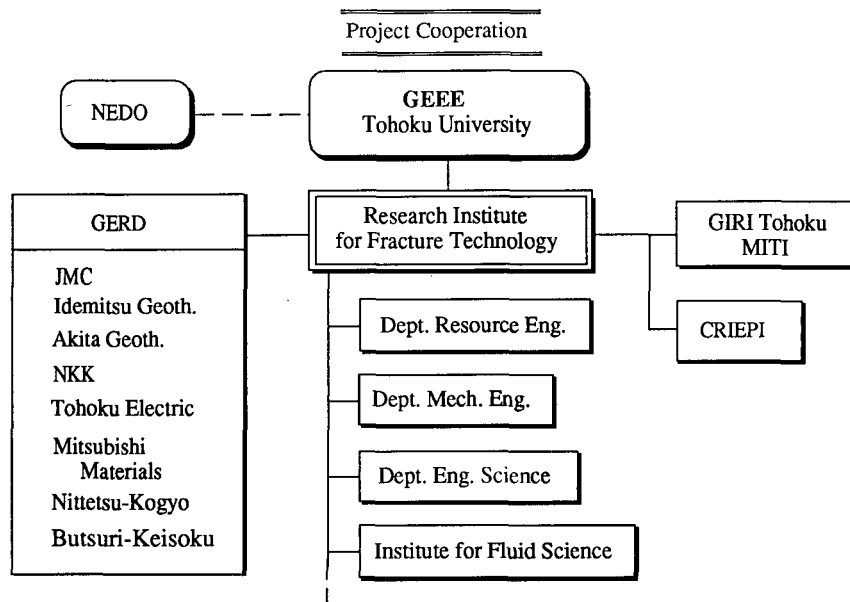 Project Cooperation
NEDO
GEEE
Tohoku University
GERD
JMC
Idemitsu Geoth.
Akita Geoth.
NKK
Tohoku Electric
Mitsubishi
Materials
Nittetsu-Kogyo
Butsuri-Keisoku
Research Institute
for Fracture Technology
GIRI Tohoku
MITI
CRIEPI
Dept. Resource Eng.
Dept. Mech. Eng.
Dept. Eng. Science
Institute for Fluid Science